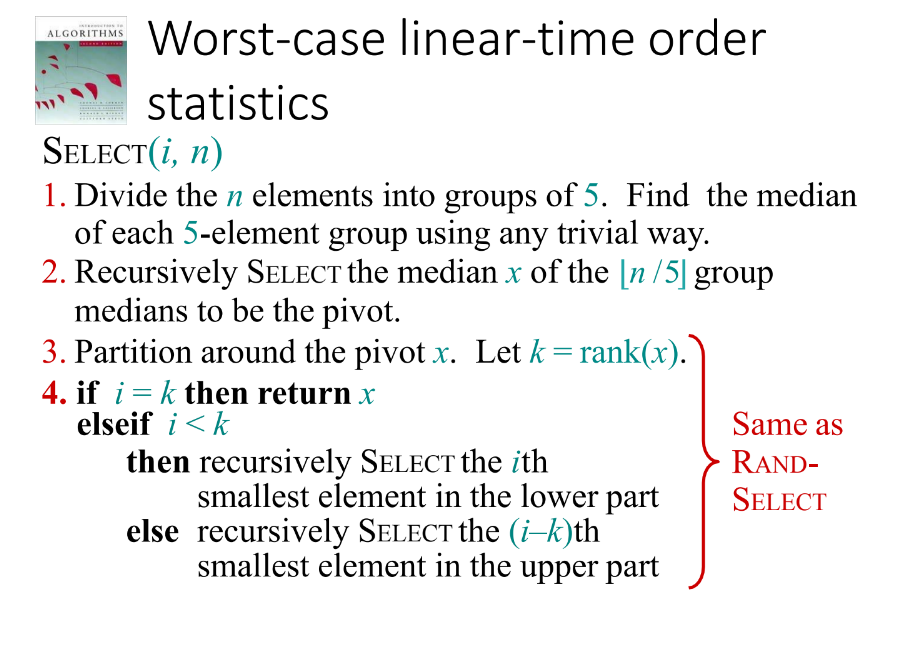 INTRODUCTION TO
ALGORITHMS
SECOND EDITION
Worst-case linear-time order
statistics
SELECT(i, n)
1. Divide the n elements into groups of 5. Find the median
of each 5-element group using any trivial way.
2. Recursively SELECT the median x of the ⌊n /5⌋ group
medians to be the pivot.
3. Partition around the pivot x. Let k = rank(x).
4. if i = k then return x
elseif i < k
then recursively SELECT the ith
smallest element in the lower part
else recursively SELECT the (i–k)th
smallest element in the upper part
Same as
RAND-
SELECT